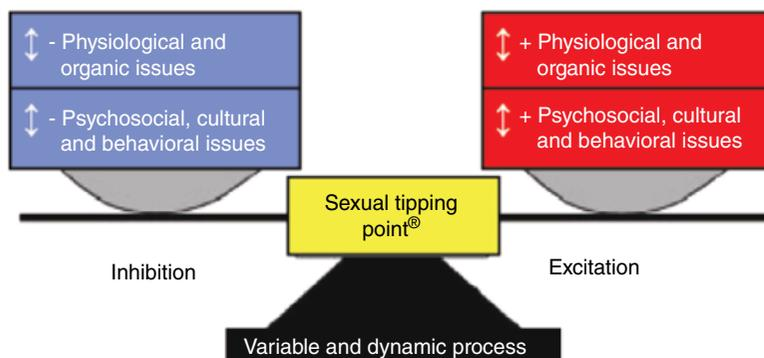 - Physiological and
organic issues
- Psychosocial, cultural
and behavioral issues
+ Physiological and
organic issues
+ Psychosocial, cultural
and behavioral issues
Sexual tipping
point®
Inhibition
Excitation
Variable and dynamic process